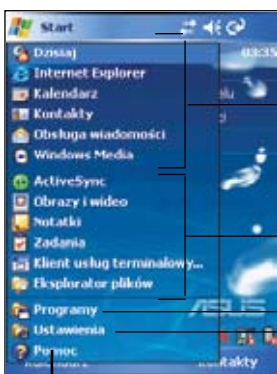 Start
03:35
Dzisiaj
Internet Explorer
Kalendarz
Kontakty
Obsługa wiadomości
Windows Media
ActiveSync
Obrazy i wideo
Notatki
Zadania
Klient usług terminalowy...
Eksplorator plików
Programy
ASUS
Ustawienia
Pomoc